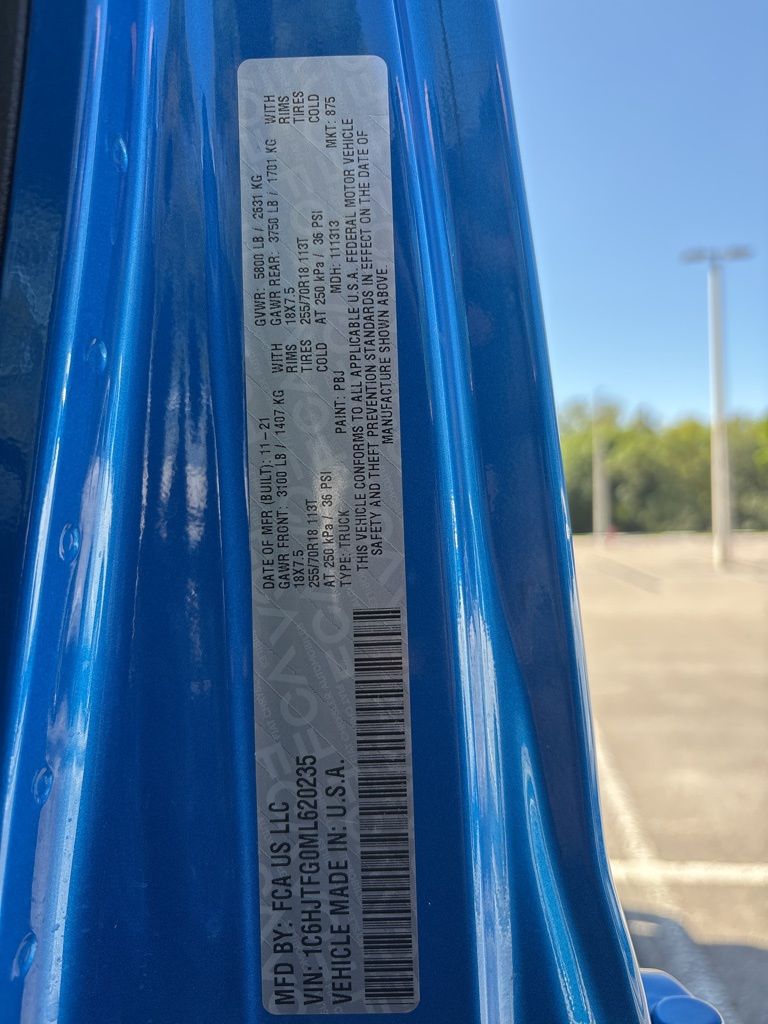 MFD BY: FCA US LLC
VIN: 1C6HJTFG0ML620235
VEHICLE MADE IN: U.S.A.
DATE OF MFR (BUILT): 11-21 GVWR: 5800 LB / 2631 KG
GAWR FRONT: 3100 LB / 1407 KG WITH GAWR REAR: 3750 LB / 1701 KG WITH
18X7.5 RIMS 18X7.5 RIMS
255/70R18 113T TIRES 255/70R18 113T TIRES
AT 250 kPa / 36 PSI COLD AT 250 kPa / 36 PSI COLD
TYPE: TRUCK PAINT: PBJ MDH: 111313 MKT: 875
THIS VEHICLE CONFORMS TO ALL APPLICABLE U.S.A. FEDERAL MOTOR VEHICLE
SAFETY AND THEFT PREVENTION STANDARDS IN EFFECT ON THE DATE OF
MANUFACTURE SHOWN ABOVE.